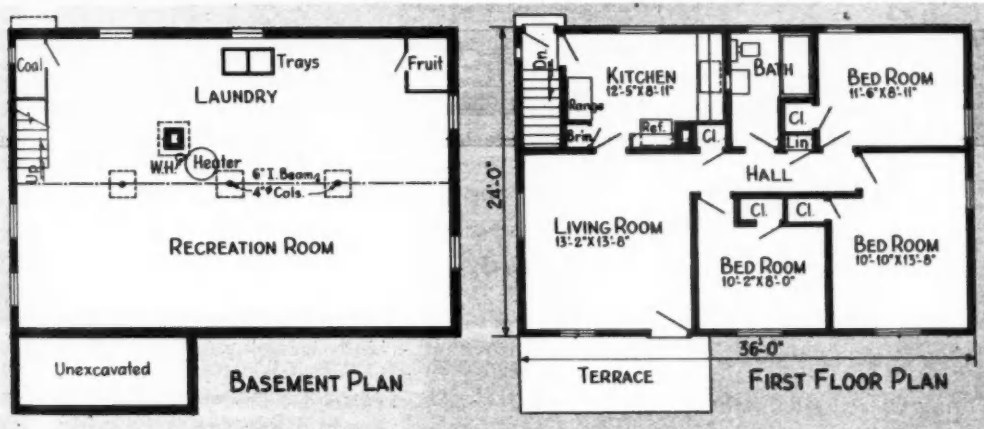 Coal
Trays
Fruit
LAUNDRY
W.H.
Heater
Up
6" I. Beam
4"φ Cols.
RECREATION ROOM
Unexcavated
BASEMENT PLAN
Dn.
KITCHEN
12'-5"X8'-11"
Range
Brin
Ref.
Cl.
BATH
BED ROOM
11'-6"X8'-11"
Cl.
Lin
HALL
24'-0"
LIVING ROOM
13'-2"X13'-8"
Cl.
Cl.
BED ROOM
10'-2"X8'-0"
BED ROOM
10'-10"X13'-8"
36'-0"
TERRACE
FIRST FLOOR PLAN